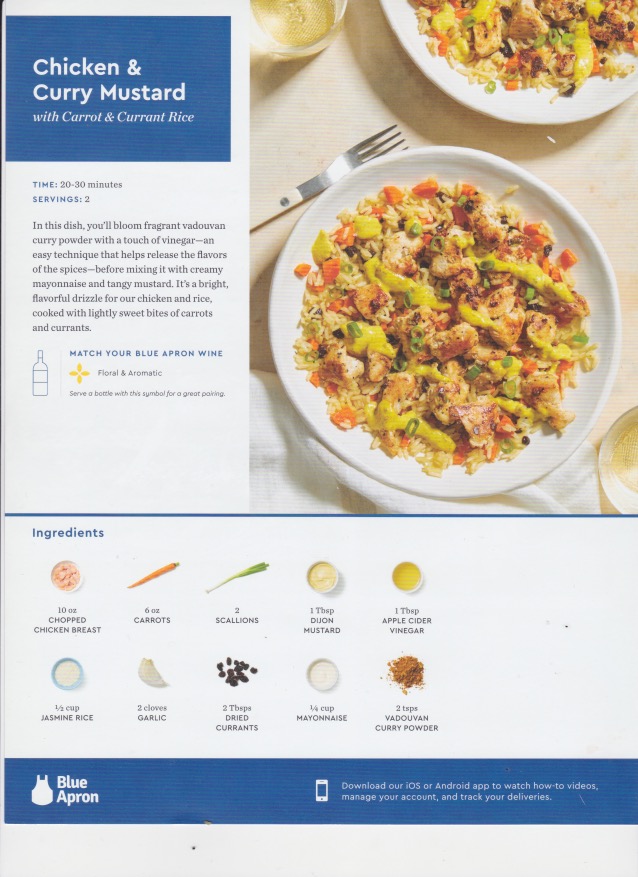 Chicken &
Curry Mustard
with Carrot & Currant Rice
TIME: 20-30 minutes
SERVINGS: 2
In this dish, you'll bloom fragrant vadouvan
curry powder with a touch of vinegar—an
easy technique that helps release the flavors
of the spices—before mixing it with creamy
mayonnaise and tangy mustard. It's a bright,
flavorful drizzle for our chicken and rice,
cooked with lightly sweet bites of carrots
and currants.
MATCH YOUR BLUE APRON WINE
Floral & Aromatic
Serve a bottle with this symbol for a great pairing.
Ingredients
10 oz
CHOPPED
CHICKEN BREAST
6 oz
CARROTS
2
SCALLIONS
1 Tbsp
DIJON
MUSTARD
1 Tbsp
APPLE CIDER
VINEGAR
½ cup
JASMINE RICE
2 cloves
GARLIC
2 Tbsps
DRIED
CURRANTS
¼ cup
MAYONNAISE
2 tsps
VADOUVAN
CURRY POWDER
Blue
Apron
Download our iOS or Android app to watch how-to videos,
manage your account, and track your deliveries.